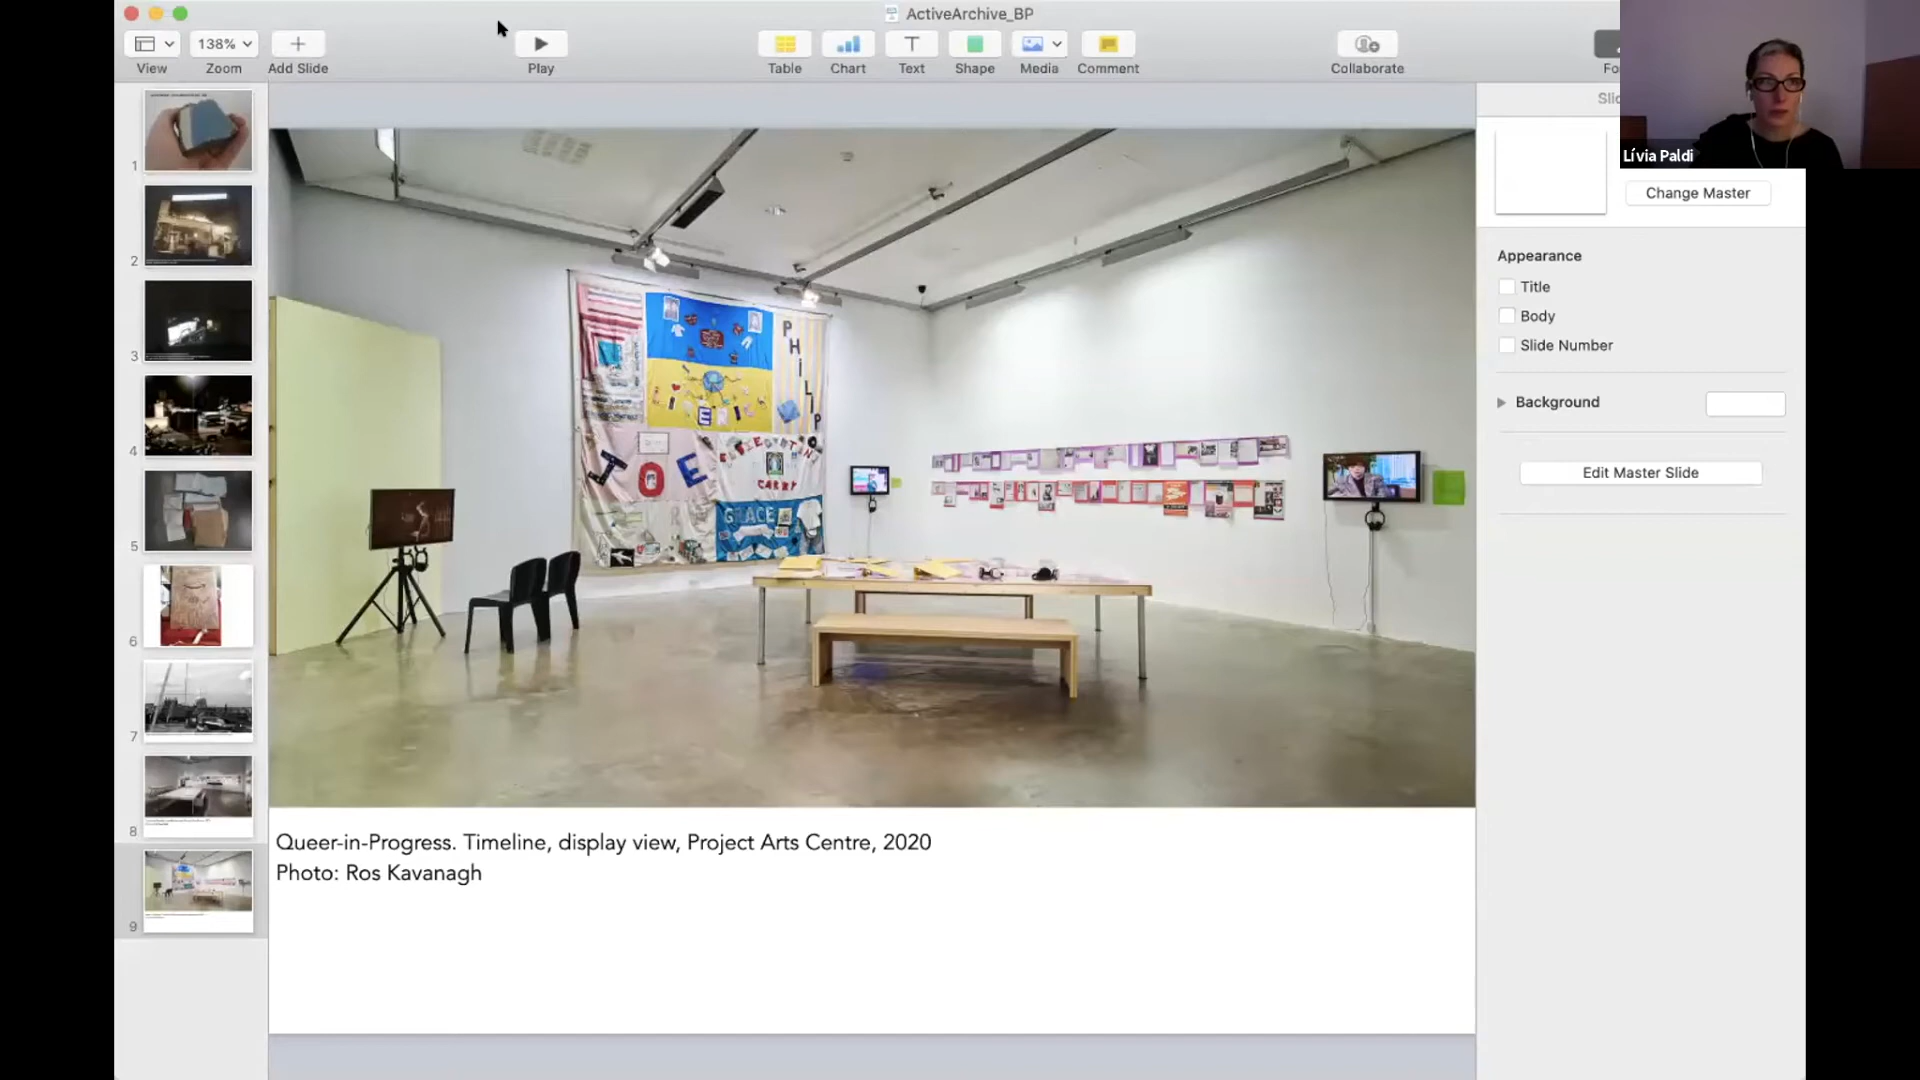 ActiveArchive_BP
138%
View
Zoom
Add Slide
Play
Table
Chart
Text
Shape
Media
Comment
Collaborate
Lívia Paldi
Change Master
Appearance
Title
Body
Slide Number
Background
Edit Master Slide
1
2
3
4
5
6
7
8
9
PHILIP
JOE
GRACE
Queer-in-Progress. Timeline, display view, Project Arts Centre, 2020
Photo: Ros Kavanagh